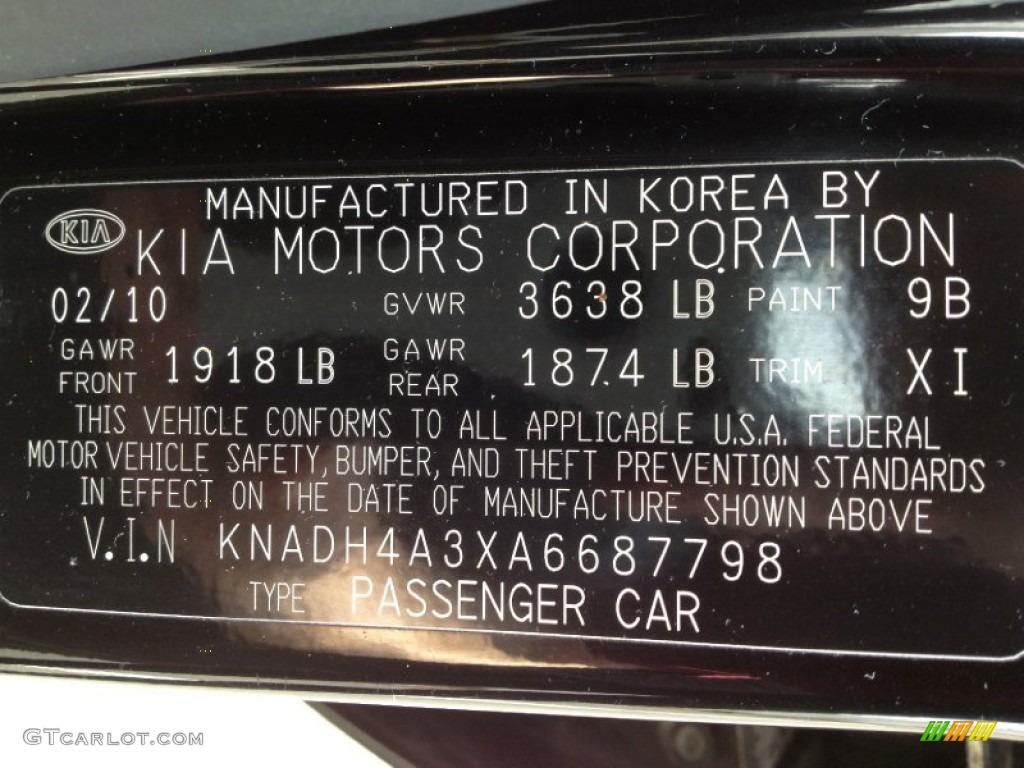 MANUFACTURED IN KOREA BY
KIA KIA MOTORS CORPORATION
02/10 GVWR 3638 LB PAINT 9B
GAWR FRONT 1918 LB GAWR REAR 1874 LB TRIM XI
THIS VEHICLE CONFORMS TO ALL APPLICABLE U.S.A. FEDERAL
MOTOR VEHICLE SAFETY, BUMPER, AND THEFT PREVENTION STANDARDS
IN EFFECT ON THE DATE OF MANUFACTURE SHOWN ABOVE
V.I.N KNADH4A3XA6687798
TYPE PASSENGER CAR
GTCARLOT.COM